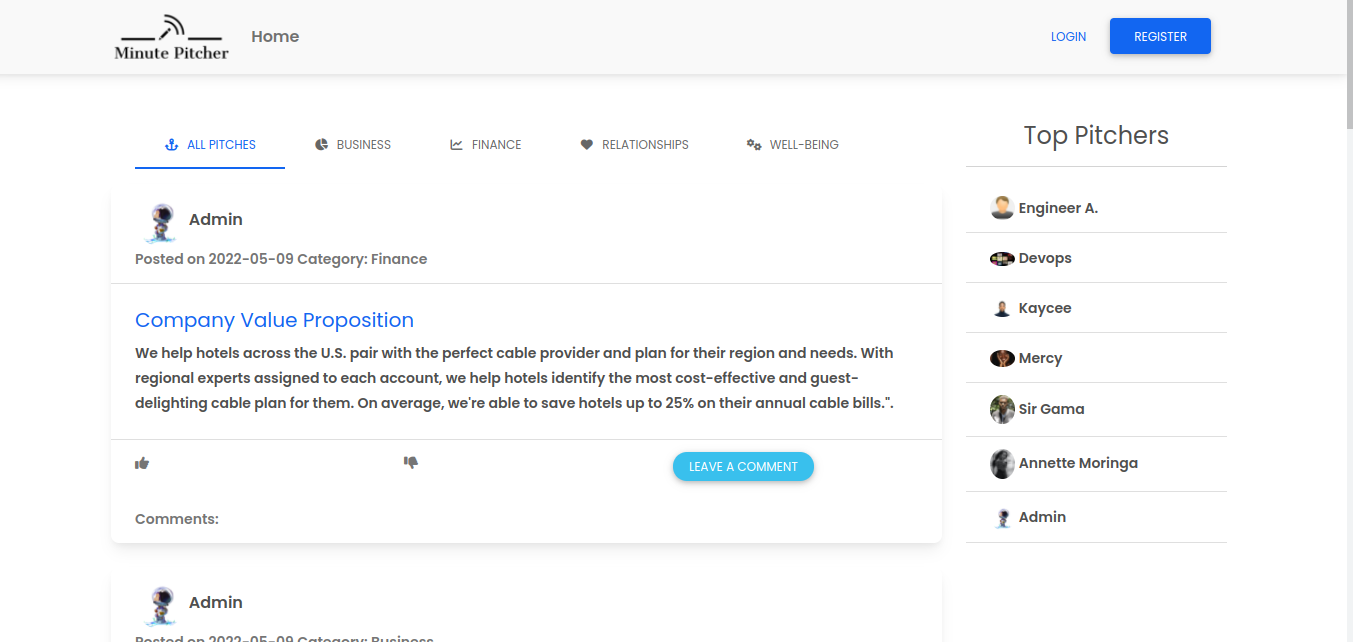 Minute Pitcher
Home
LOGIN
REGISTER
ALL PITCHES
BUSINESS
FINANCE
RELATIONSHIPS
WELL-BEING
Admin
Posted on 2022-05-09 Category: Finance
Company Value Proposition
We help hotels across the U.S. pair with the perfect cable provider and plan for their region and needs. With
regional experts assigned to each account, we help hotels identify the most cost-effective and guest-
delighting cable plan for them. On average, we're able to save hotels up to 25% on their annual cable bills.".
LEAVE A COMMENT
Comments:
Admin
Posted on 2022-05-09 Category: Business
Top Pitchers
Engineer A.
Devops
Kaycee
Mercy
Sir Gama
Annette Moringa
Admin